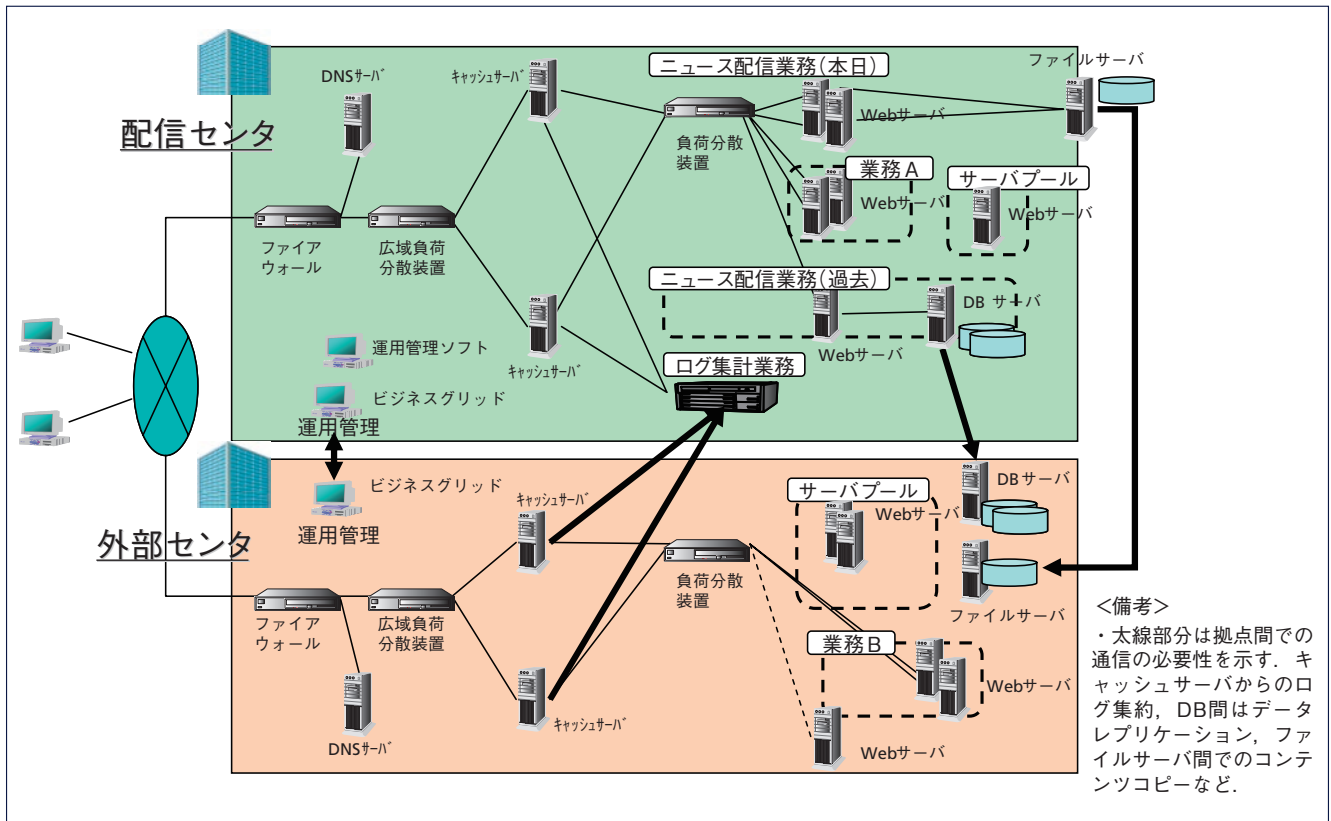 配信センタ
DNSサーバ
キャッシュサーバ
ニュース配信業務(本日)
ファイルサーバ
Webサーバ
負荷分散
装置
業務A
Webサーバ
サーバプール
Webサーバ
ファイア
ウォール
広域負荷
分散装置
ニュース配信業務(過去)
DB サーバ
Webサーバ
キャッシュサーバ
運用管理ソフト
ビジネスグリッド
運用管理
ログ集計業務
外部センタ
ビジネスグリッド
運用管理
キャッシュサーバ
サーバプール
Webサーバ
DBサーバ
負荷分散
装置
ファイルサーバ
ファイア
ウォール
広域負荷
分散装置
業務B
Webサーバ
DNSサーバ
キャッシュサーバ
Webサーバ
<備考>
・太線部分は拠点間での
通信の必要性を示す．キ
ャッシュサーバからのロ
グ集約，DB間はデータ
レプリケーション，ファ
イルサーバ間でのコンテ
ンツコピーなど．